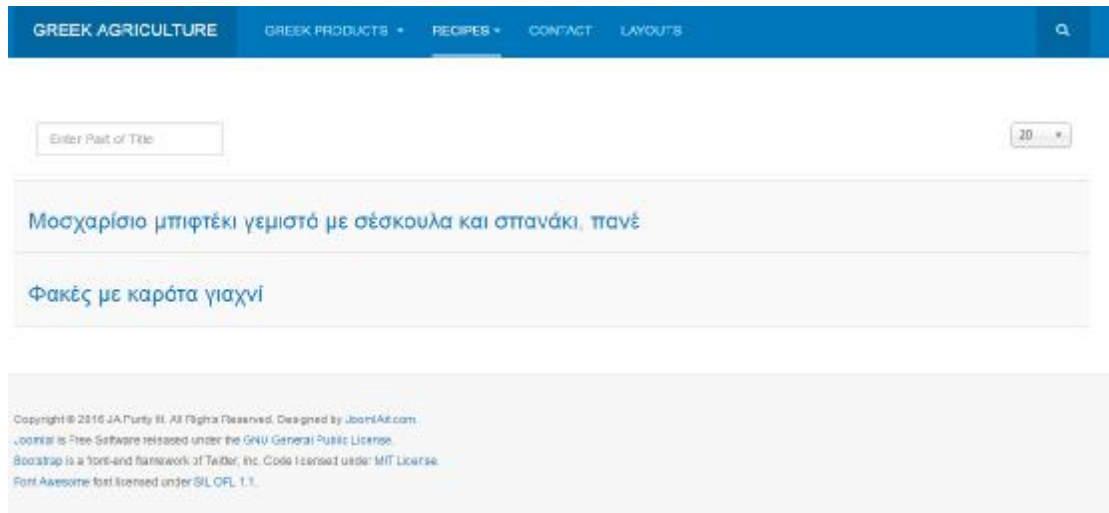 GREEK AGRICULTURE GREEK PRODUCTS RECIPES CONTACT LAYOUTS
Enter Part of Title 20
Μοσχαρίσιο μπιφτέκι γεμιστό με σέσκουλα και σπανάκι, πανέ
Φακές με καρότα γιαχνί
Copyright © 2016 JA Purity III. All Rights Reserved. Designed by JoomlArt.com.
Joomla! is Free Software released under the GNU General Public License.
Bootstrap is a front-end framework of Twitter, Inc. Code licensed under MIT License.
Font Awesome font licensed under SIL OFL 1.1.